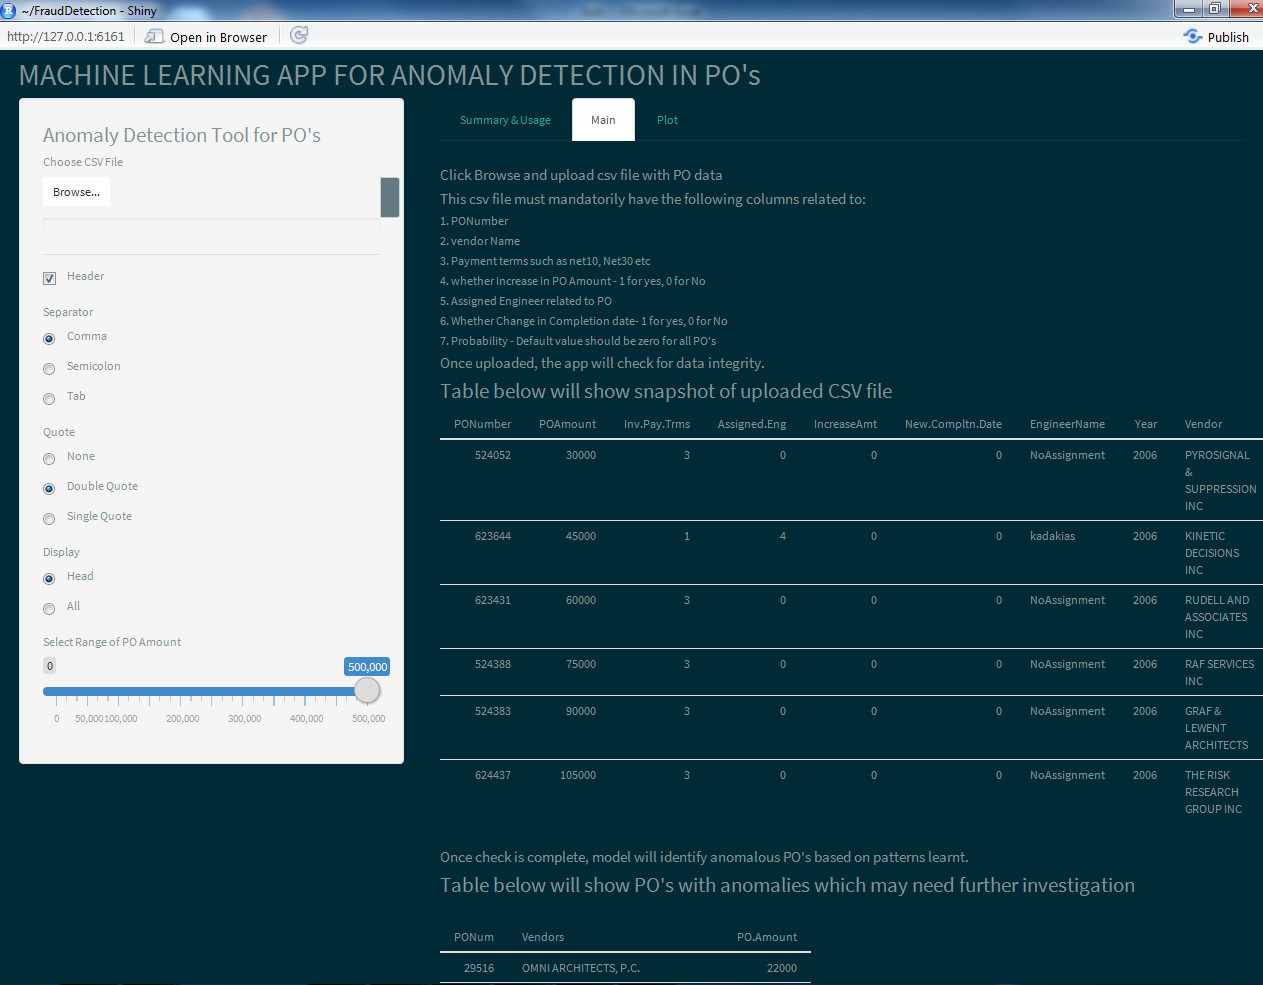 ~/FraudDetection - Shiny
http://127.0.0.1:6161
Open in Browser
Publish
MACHINE LEARNING APP FOR ANOMALY DETECTION IN PO's
Anomaly Detection Tool for PO's
Choose CSV File
Browse...
Header
Separator
Comma
Semicolon
Tab
Quote
None
Double Quote
Single Quote
Display
Head
All
Select Range of PO Amount
0 500,000
0 50,000 100,000 200,000 300,000 400,000 500,000
Summary & Usage Main Plot
Click Browse and upload csv file with PO data
This csv file must mandatorily have the following columns related to:
1. PONumber
2. vendor Name
3. Payment terms such as net10, Net30 etc
4. whether Increase in PO Amount - 1 for yes, 0 for No
5. Assigned Engineer related to PO
6. Whether Change in Completion date- 1 for yes, 0 for No
7. Probability - Default value should be zero for all PO's
Once uploaded, the app will check for data integrity.
Table below will show snapshot of uploaded CSV file
PONumber POAmount Inv.Pay.Trms Assigned.Eng IncreaseAmt New.Compltn.Date EngineerName Year Vendor
524052 30000 3 0 0 0 NoAssignment 2006 PYROSIGNAL
&
SUPPRESSION
INC
623644 45000 1 4 0 0 kadakias 2006 KINETIC
DECISIONS
INC
623431 60000 3 0 0 0 NoAssignment 2006 RUDELL AND
ASSOCIATES
INC
524388 75000 3 0 0 0 NoAssignment 2006 RAF SERVICES
INC
524383 90000 3 0 0 0 NoAssignment 2006 GRAF &
LEWENT
ARCHITECTS
624437 105000 3 0 0 0 NoAssignment 2006 THE RISK
RESEARCH
GROUP INC
Once check is complete, model will identify anomalous PO's based on patterns learnt.
Table below will show PO's with anomalies which may need further investigation
PONum Vendors PO.Amount
29516 OMNI ARCHITECTS, P.C. 22000